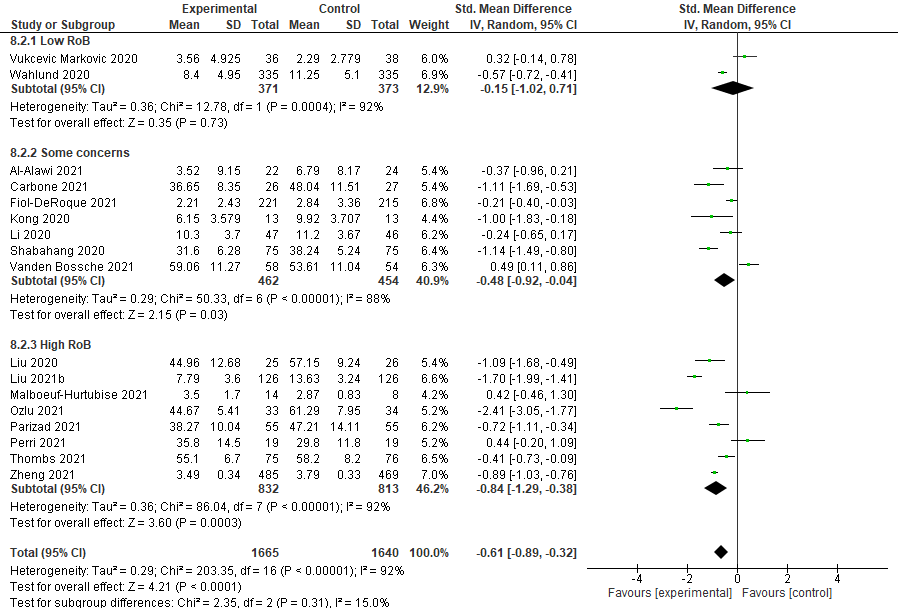 Experimental Control Std. Mean Difference Std. Mean Difference
Study or Subgroup Mean SD Total Mean SD Total Weight IV, Random, 95% CI IV, Random, 95% CI
8.2.1 Low RoB
Vukcevic Markovic 2020 3.56 4.925 36 2.29 2.779 38 6.0% 0.32 [-0.14, 0.78]
Wahlund 2020 8.4 4.95 335 11.25 5.1 335 6.9% -0.57 [-0.72, -0.41]
Subtotal (95% CI) 371 373 12.9% -0.15 [-1.02, 0.71]
Heterogeneity: Tau² = 0.36; Chi² = 12.78, df = 1 (P = 0.0004); I² = 92%
Test for overall effect: Z = 0.35 (P = 0.73)
8.2.2 Some concerns
Al-Alawi 2021 3.52 9.15 22 6.79 8.17 24 5.4% -0.37 [-0.96, 0.21]
Carbone 2021 36.65 8.35 26 48.04 11.51 27 5.4% -1.11 [-1.69, -0.53]
Fiol-DeRoque 2021 2.21 2.43 221 2.84 3.36 215 6.8% -0.21 [-0.40, -0.03]
Kong 2020 6.15 3.579 13 9.92 3.707 13 4.4% -1.00 [-1.83, -0.18]
Li 2020 10.3 3.7 47 11.2 3.67 46 6.2% -0.24 [-0.65, 0.17]
Shabahang 2020 31.6 6.28 75 38.24 5.24 75 6.4% -1.14 [-1.49, -0.80]
Vanden Bossche 2021 59.06 11.27 58 53.61 11.04 54 6.3% 0.49 [0.11, 0.86]
Subtotal (95% CI) 462 454 40.9% -0.48 [-0.92, -0.04]
Heterogeneity: Tau² = 0.29; Chi² = 50.33, df = 6 (P < 0.00001); I² = 88%
Test for overall effect: Z = 2.15 (P = 0.03)
8.2.3 High RoB
Liu 2020 44.96 12.68 25 57.15 9.24 26 5.4% -1.09 [-1.68, -0.49]
Liu 2021b 7.79 3.6 126 13.63 3.24 126 6.6% -1.70 [-1.99, -1.41]
Malboeuf-Hurtubise 2021 3.5 1.7 14 2.87 0.83 8 4.2% 0.42 [-0.46, 1.30]
Ozlu 2021 44.67 5.41 33 61.29 7.95 34 5.2% -2.41 [-3.05, -1.77]
Parizad 2021 38.27 10.04 55 47.21 14.11 55 6.2% -0.72 [-1.11, -0.34]
Perri 2021 35.8 14.5 19 29.8 11.8 19 5.2% 0.44 [-0.20, 1.09]
Thombs 2021 55.1 6.7 75 58.2 8.2 76 6.5% -0.41 [-0.73, -0.09]
Zheng 2021 3.49 0.34 485 3.79 0.33 469 7.0% -0.89 [-1.03, -0.76]
Subtotal (95% CI) 832 813 46.2% -0.84 [-1.29, -0.38]
Heterogeneity: Tau² = 0.36; Chi² = 86.04, df = 7 (P < 0.00001); I² = 92%
Test for overall effect: Z = 3.60 (P = 0.0003)
Total (95% CI) 1665 1640 100.0% -0.61 [-0.89, -0.32]
Heterogeneity: Tau² = 0.29; Chi² = 203.35, df = 16 (P < 0.00001); I² = 92%
Test for overall effect: Z = 4.21 (P < 0.0001)
Test for subgroup differences: Chi² = 2.35, df = 2 (P = 0.31), I² = 15.0%
-4 -2 0 2 4
Favours [experimental] Favours [control]